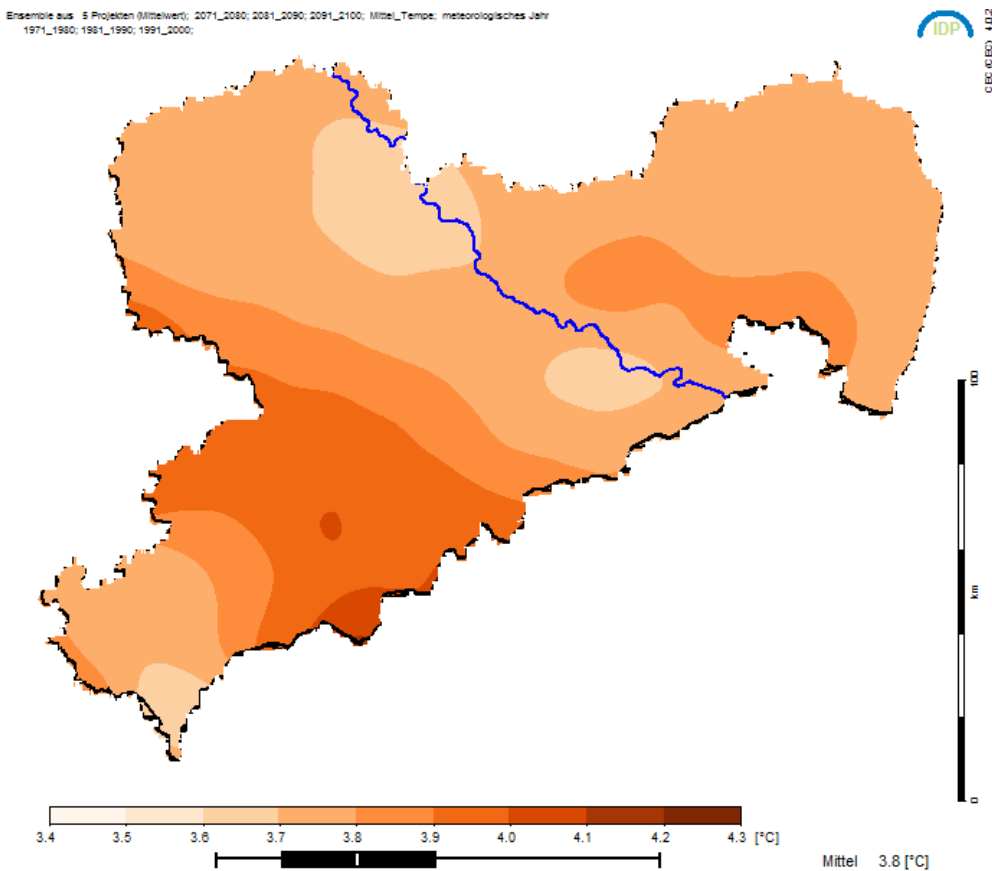 Ensemble aus 5 Projekten (Mittelwert); 2071_2080; 2081_2090; 2091_2100; Mittel_Tempe; meteorologisches Jahr
1971_1980; 1981_1990; 1991_2000;
IDP
100
km
0
3.4 3.5 3.6 3.7 3.8 3.9 4.0 4.1 4.2 4.3 [°C]
Mittel 3.8 [°C]